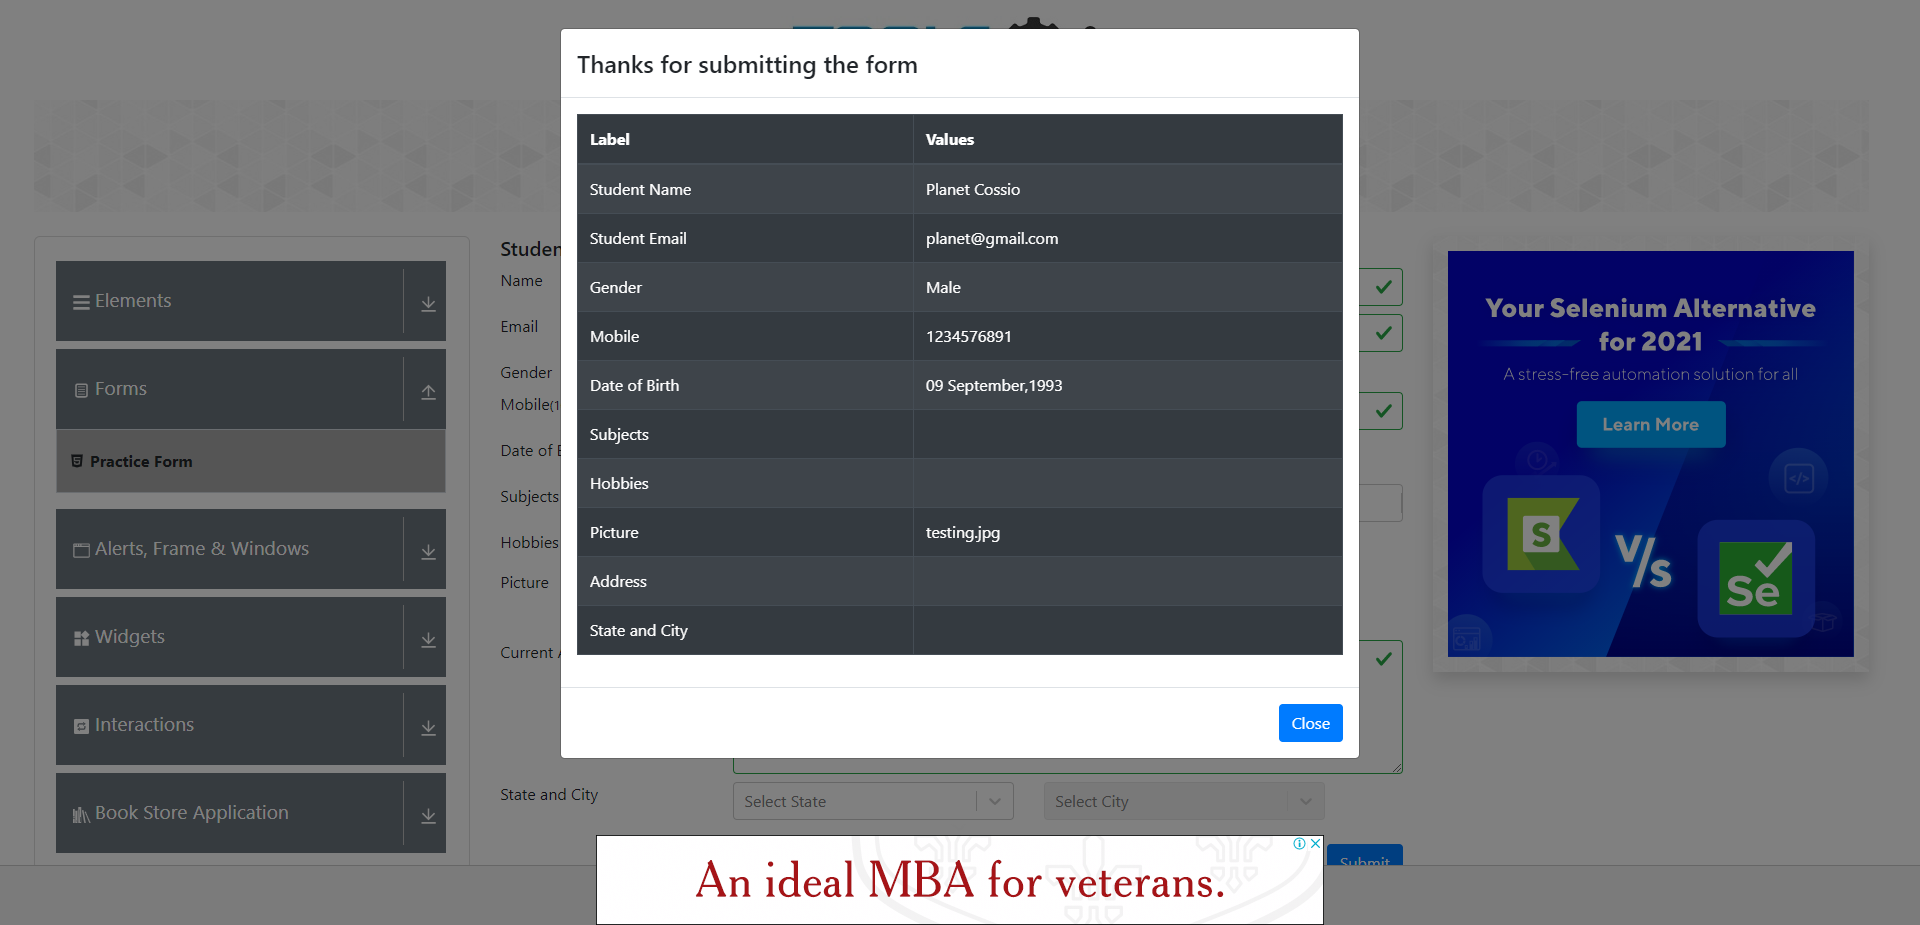 Thanks for submitting the form
Label Values
Student Name Planet Cossio
Student Email planet@gmail.com
Gender Male
Mobile 1234576891
Date of Birth 09 September,1993
Subjects
Hobbies
Picture testing.jpg
Address
State and City
Close
Elements
Forms
Practice Form
Alerts, Frame & Windows
Widgets
Interactions
Book Store Application
Name
Email
Gender
Mobile(1
Date of
Subjects
Hobbies
Picture
Current
State and City
Select State
Select City
Submit
Your Selenium Alternative
for 2021
A stress-free automation solution for all
Learn More
S
V/s
Se
</>
An ideal MBA for veterans.